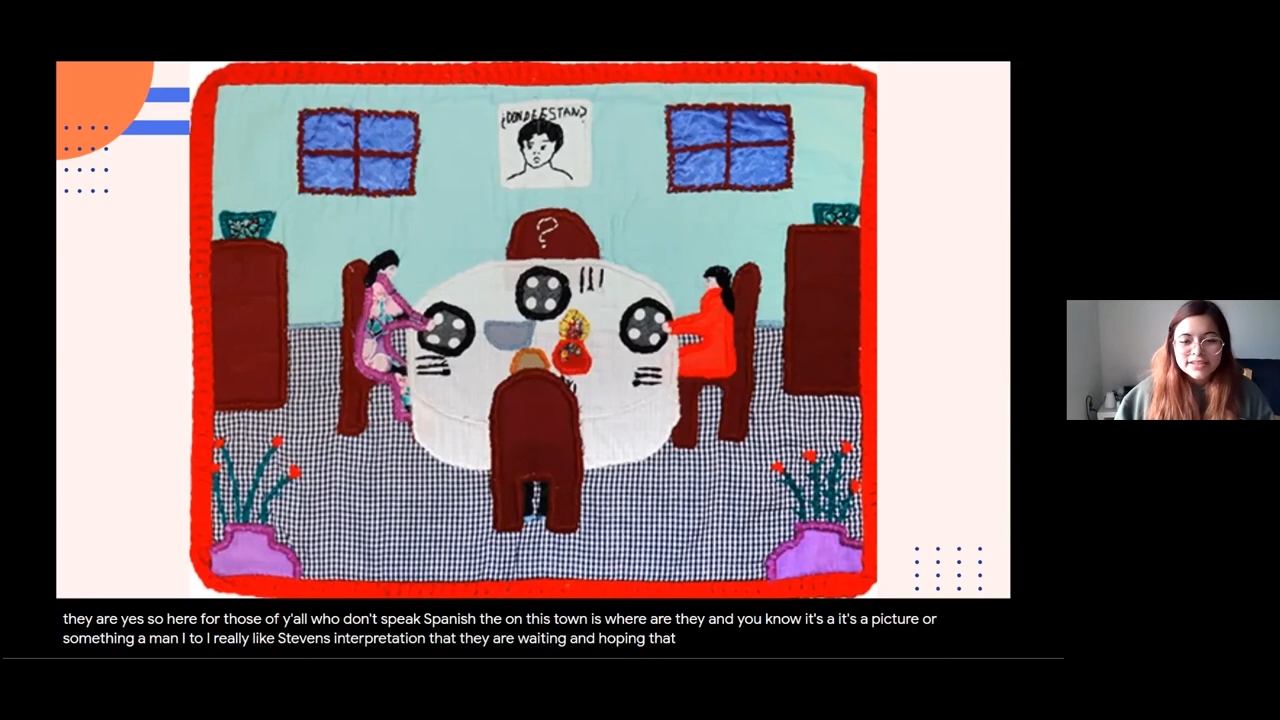 ¿DONDE ESTAN?
?
they are yes so here for those of y'all who don't speak Spanish the on this town is where are they and you know it's a it's a picture or
something a man I to I really like Stevens interpretation that they are waiting and hoping that